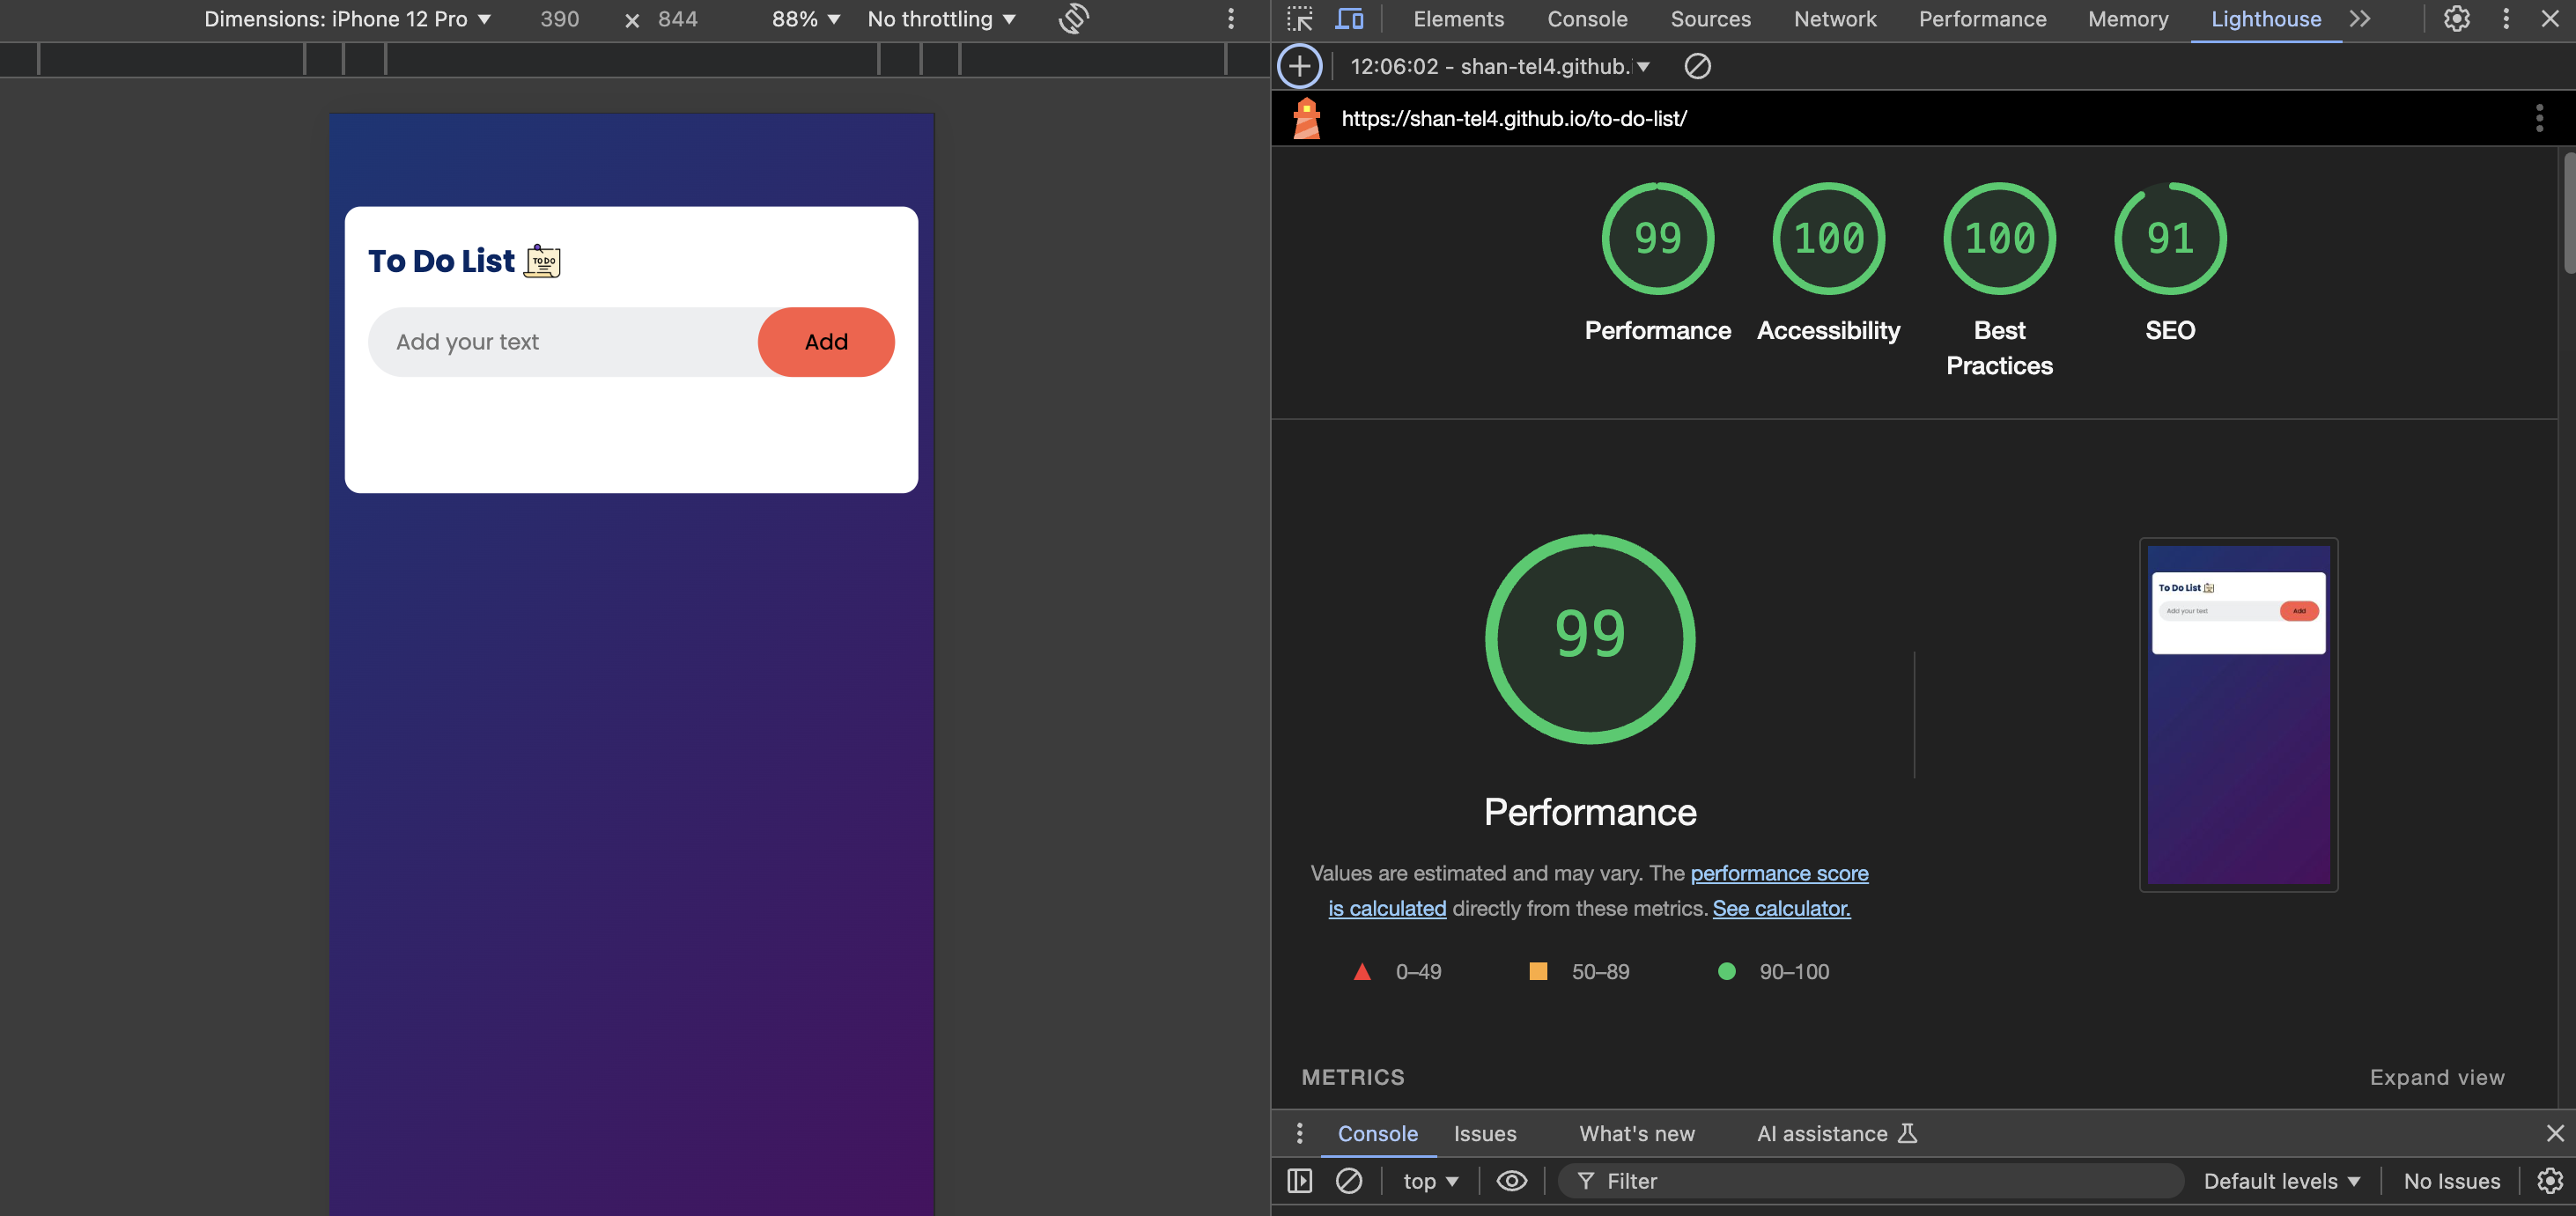 Dimensions: iPhone 12 Pro 390 × 844 88% No throttling
To Do List
TO DO
Add your text Add
Elements Console Sources Network Performance Memory Lighthouse
12:06:02 - shan-tel4.github.
https://shan-tel4.github.io/to-do-list/
99 100 100 91
Performance Accessibility Best Practices SEO
99
Performance
Values are estimated and may vary. The performance score
is calculated directly from these metrics. See calculator.
0–49 50–89 90–100
To Do List
Add your text Add
METRICS Expand view
Console Issues What's new AI assistance
top Filter Default levels No Issues